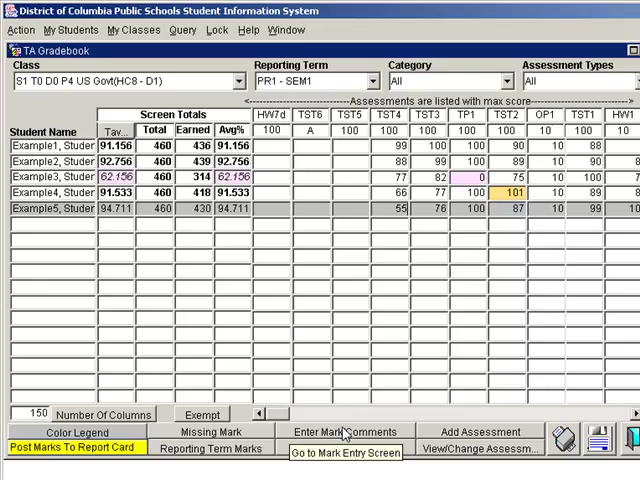 District of Columbia Public Schools Student Information System
Action My Students My Classes Query Lock Help Window
TA Gradebook
Class Reporting Term Category Assessment Types
S1 T0 D0 P4 US Govt(HC8 - D1) PR1 - SEM1 All All
<-----Assessments are listed with max score----->
Screen Totals HW7d TST6 TST5 TST4 TST3 TP1 TST2 OP1 TST1 HW1
Student Name Tav... Total Earned Avg% 100 A 100 100 100 100 100 10 100 100
Example1, Studer 91.156 460 436 91.156 99 100 100 90 10 88
Example2, Studer 92.756 460 439 92.756 88 99 100 89 10 90
Example3, Studer 62.156 460 314 62.156 77 82 0 75 10 100
Example4, Studer 91.533 460 418 91.533 66 77 100 101 10 89
Example5, Studer 94.711 460 430 94.711 55 76 100 87 10 99
150 Number Of Columns Exempt
Color Legend Missing Mark Enter Mark Comments Add Assessment
Post Marks To Report Card Reporting Term Marks View/Change Assessm...
Go to Mark Entry Screen